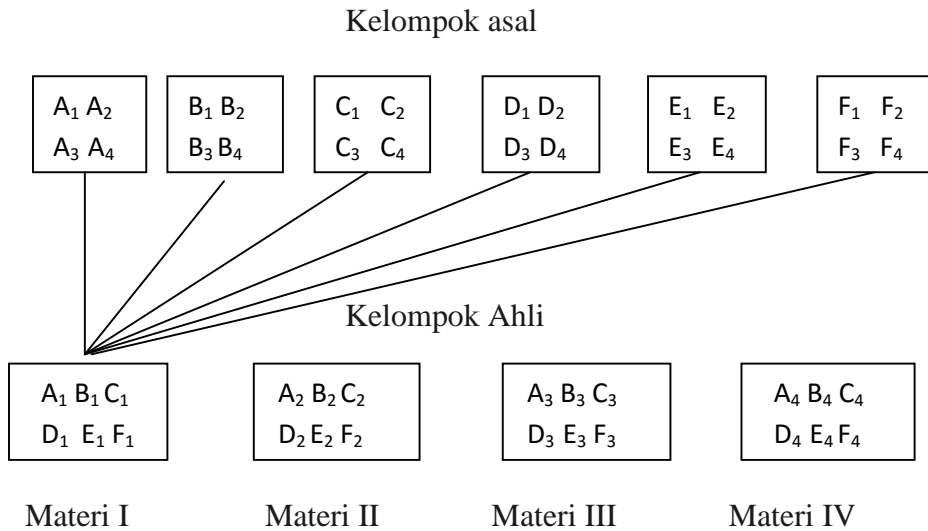 Kelompok asal
A₁ A₂ B₁ B₂ C₁ C₂ D₁ D₂ E₁ E₂ F₁ F₂
A₃ A₄ B₃ B₄ C₃ C₄ D₃ D₄ E₃ E₄ F₃ F₄
Kelompok Ahli
A₁ B₁ C₁ A₂ B₂ C₂ A₃ B₃ C₃ A₄ B₄ C₄
D₁ E₁ F₁ D₂ E₂ F₂ D₃ E₃ F₃ D₄ E₄ F₄
Materi I Materi II Materi III Materi IV